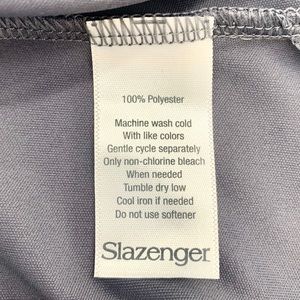 100% Polyester
Machine wash cold
With like colors
Gentle cycle separately
Only non-chlorine bleach
When needed
Tumble dry low
Cool iron if needed
Do not use softener
Slazenger